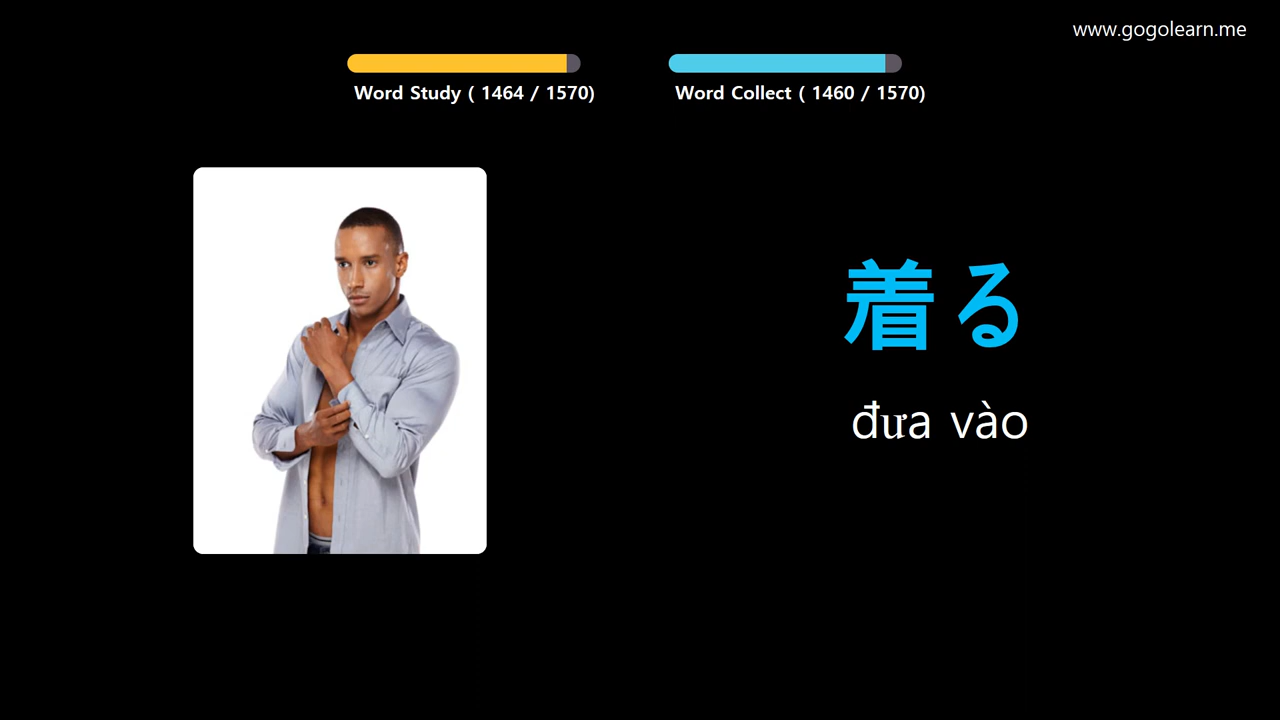 www.gogolearn.me
Word Study ( 1464 / 1570)
Word Collect ( 1460 / 1570)
着る
đưa vào